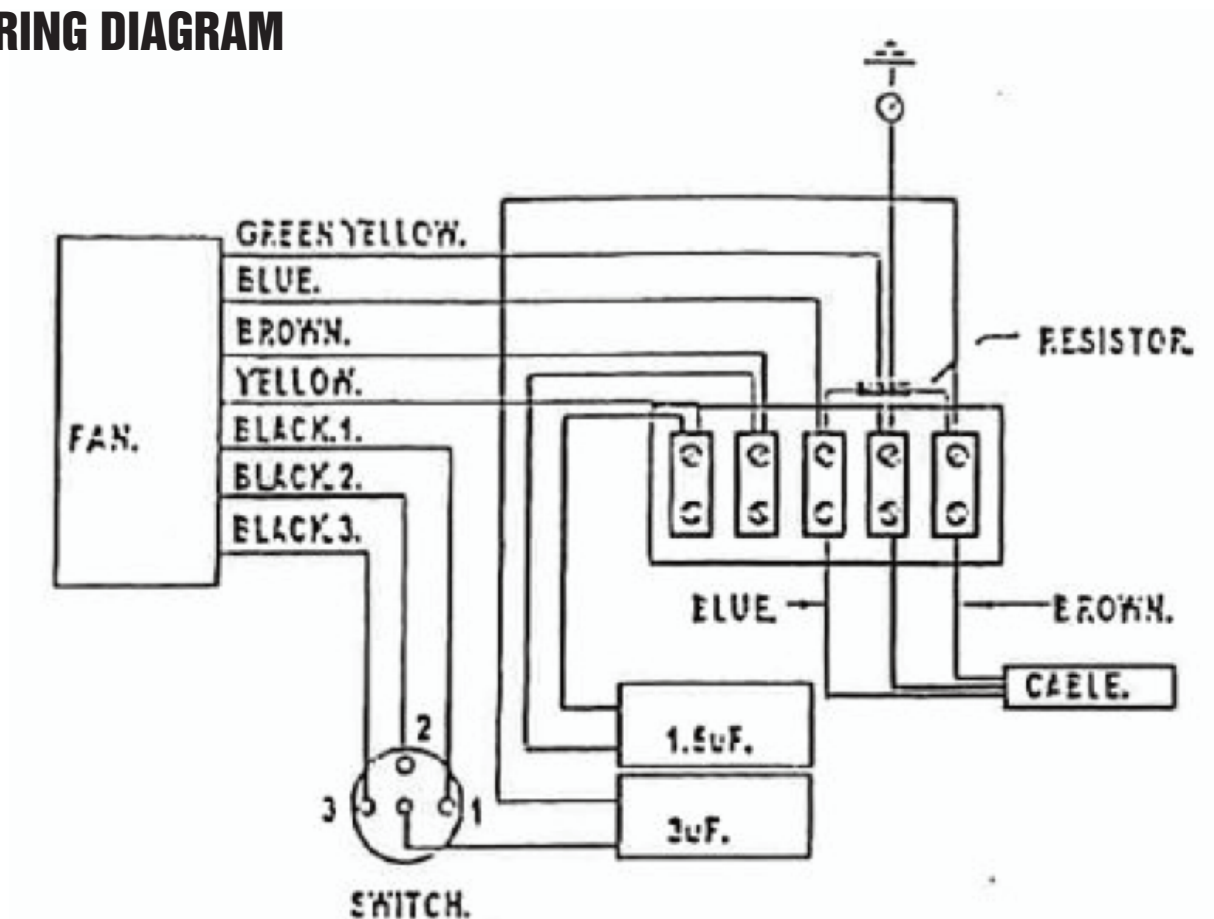 RING DIAGRAM
GREEN YELLOW.
BLUE.
BROWN.
YELLOW.
BLACK.1.
BLACK.2.
BLACK.3.
FAN.
RESISTOR.
BLUE
BROWN.
CABLE.
1.5uF.
2
3
1
SWITCH.